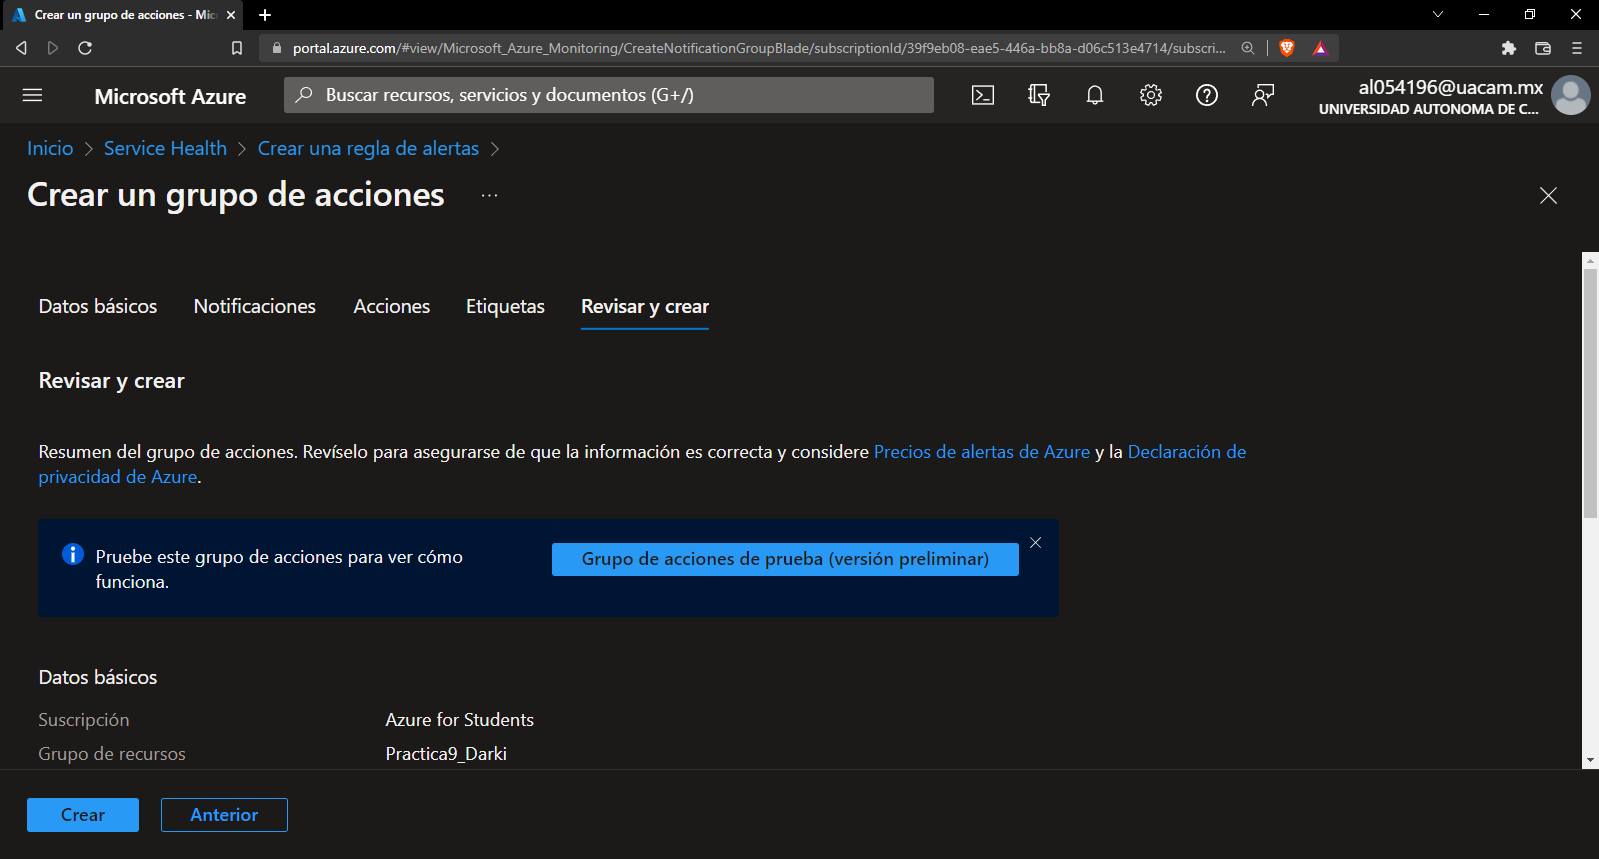 Crear un grupo de acciones - Mic
portal.azure.com/#view/Microsoft_Azure_Monitoring/CreateNotificationGroupBlade/subscriptionId/39f9eb08-eae5-446a-bb8a-d06c513e4714/subscri...
Microsoft Azure
Buscar recursos, servicios y documentos (G+/)
al054196@uacam.mx
UNIVERSIDAD AUTONOMA DE C...
Inicio > Service Health > Crear una regla de alertas >
Crear un grupo de acciones ...
Datos básicos Notificaciones Acciones Etiquetas Revisar y crear
Revisar y crear
Resumen del grupo de acciones. Revíselo para asegurarse de que la información es correcta y considere Precios de alertas de Azure y la Declaración de
privacidad de Azure.
Pruebe este grupo de acciones para ver cómo
funciona.
Grupo de acciones de prueba (versión preliminar)
Datos básicos
Suscripción Azure for Students
Grupo de recursos Practica9_Darki
Crear Anterior